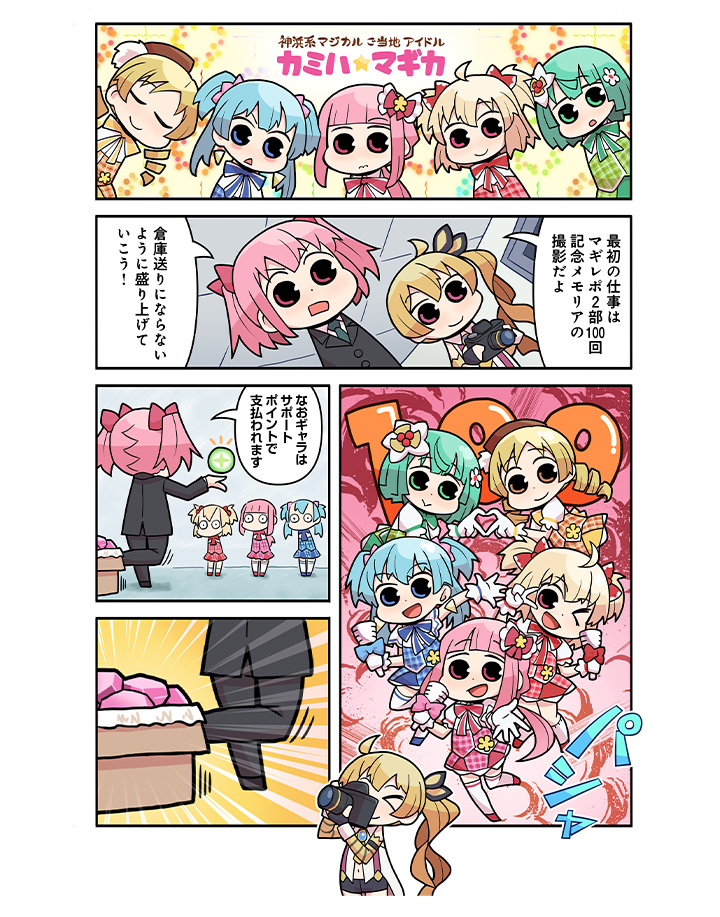 神浜系マジカルご当地アイドル
カミハ☆マギカ
最初の仕事は
マギレポ2部100回
記念メモリアの
撮影だよ
倉庫送りにならない
ように盛り上げて
いこう！
100
パシャ
なおギャラは
サポート
ポイントで
支払われます